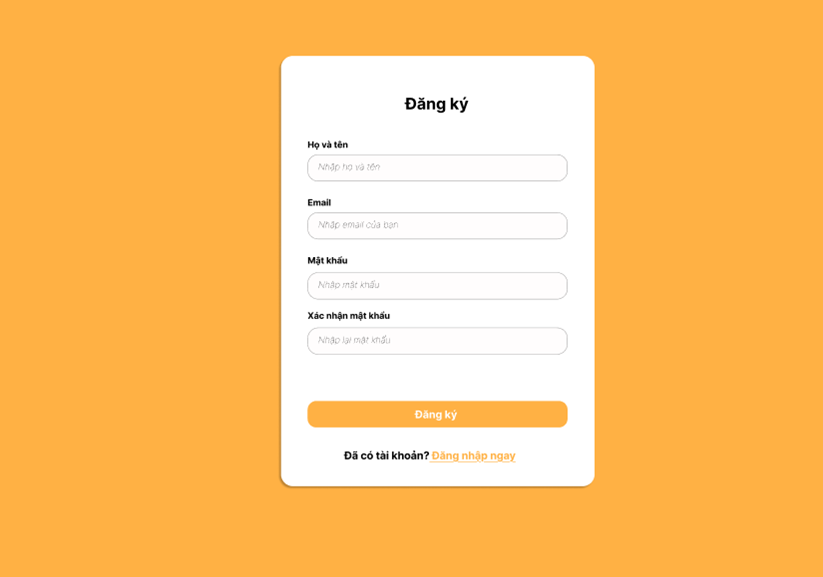 Đăng ký
Họ và tên
Nhập họ và tên
Email
Nhập email của bạn
Mật khẩu
Nhập mật khẩu
Xác nhận mật khẩu
Nhập lại mật khẩu
Đăng ký
Đã có tài khoản? Đăng nhập ngay